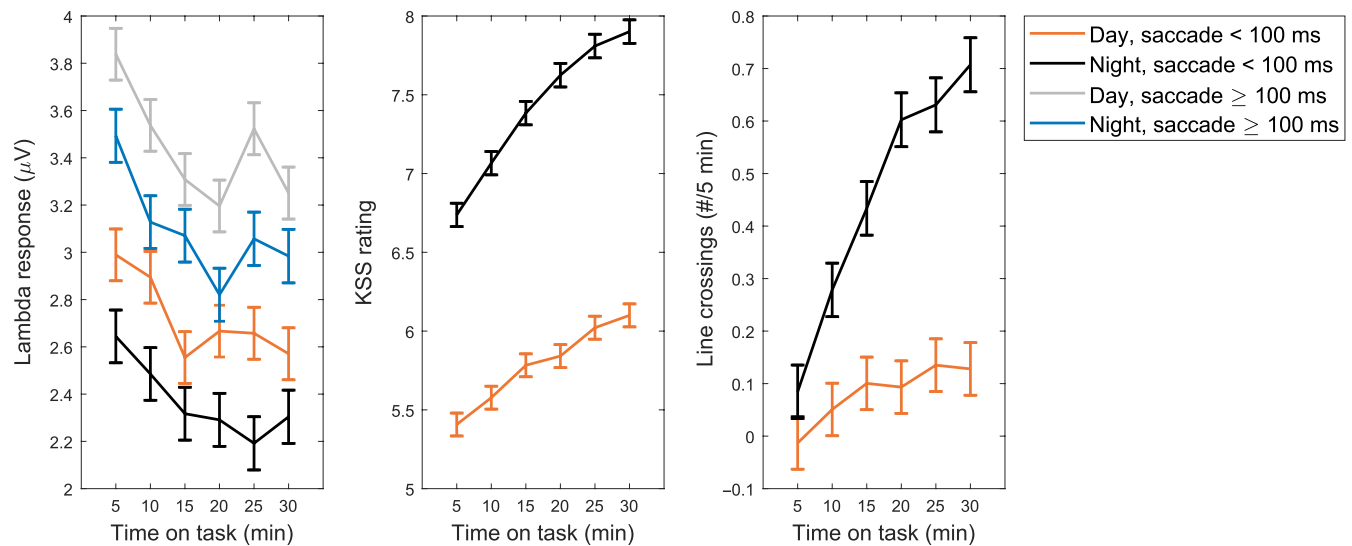 4
3.8
3.6
3.4
3.2
3
2.8
2.6
2.4
2.2
2
Lambda response (μV)
5 10 15 20 25 30
Time on task (min)
8
7.5
7
6.5
6
5.5
5
KSS rating
5 10 15 20 25 30
Time on task (min)
0.8
0.7
0.6
0.5
0.4
0.3
0.2
0.1
0
−0.1
Line crossings (#/5 min)
5 10 15 20 25 30
Time on task (min)
Day, saccade < 100 ms
Night, saccade < 100 ms
Day, saccade ≥ 100 ms
Night, saccade ≥ 100 ms